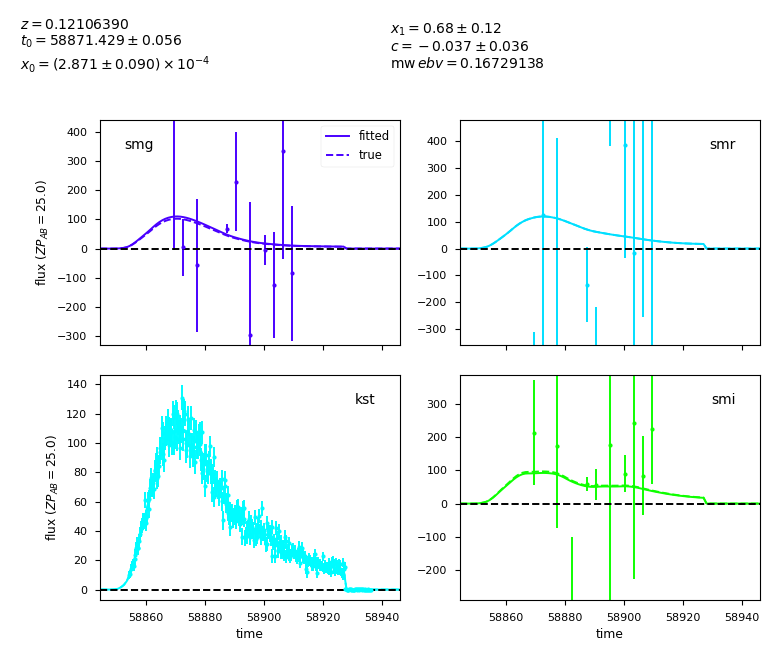 z = 0.12106390
t₀ = 58871.429 ± 0.056
x₀ = (2.871 ± 0.090) × 10⁻⁴
x₁ = 0.68 ± 0.12
c = −0.037 ± 0.036
mw ebv = 0.16729138
smg
fitted
true
400
300
200
100
0
−100
−200
−300
flux (ZP_AB = 25.0)
smr
400
300
200
100
0
−100
−200
−300
kst
140
120
100
80
60
40
20
0
flux (ZP_AB = 25.0)
58860 58880 58900 58920 58940
time
smi
300
200
100
0
−100
−200
58860 58880 58900 58920 58940
time